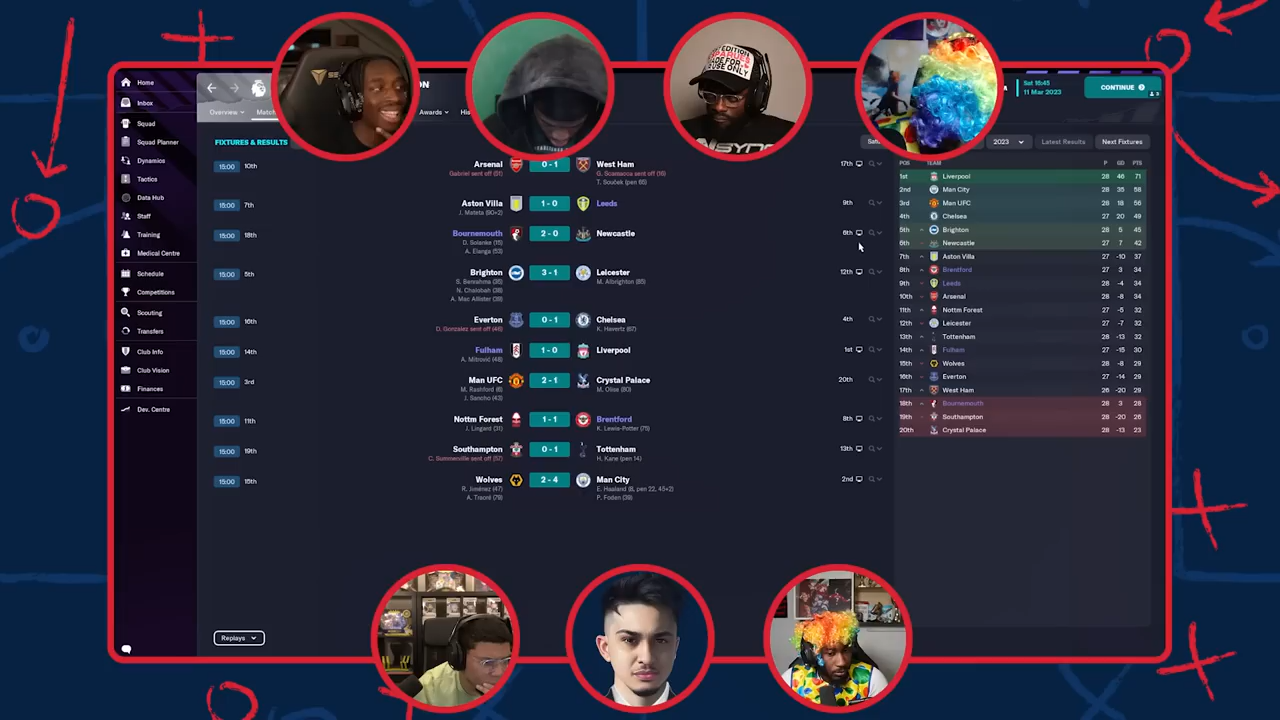 Home
Inbox
Squad
Squad Planner
Dynamics
Tactics
Data Hub
Staff
Training
Medical Centre
Schedule
Competitions
Scouting
Transfers
Club Info
Club Vision
Finances
Dev. Centre
ON
Overview
Awards
Sat 16:45
11 Mar 2023
CONTINUE
FIXTURES & RESULTS
2023
Latest Results
Next Fixtures
15:00 10th Arsenal 0 - 1 West Ham 17th
Gabriel sent off (51) G. Scamacca sent off (16)
T. Souček (pen 65)
15:00 7th Aston Villa 1 - 0 Leeds 9th
J. Mateta (90+2)
15:00 18th Bournemouth 2 - 0 Newcastle 6th
D. Solanke (15)
A. Elanga (53)
15:00 5th Brighton 3 - 1 Leicester 12th
S. Benrahma (35) M. Albrighton (85)
N. Chalobah (38)
A. Mac Allister (39)
15:00 16th Everton 0 - 1 Chelsea 4th
D. Gonzalez sent off (46) K. Havertz (67)
15:00 14th Fulham 1 - 0 Liverpool 1st
A. Mitrović (48)
15:00 3rd Man UFC 2 - 1 Crystal Palace 20th
M. Rashford (6) M. Olise (80)
J. Sancho (43)
15:00 11th Nottm Forest 1 - 1 Brentford 8th
J. Lingard (31) K. Lewis-Potter (75)
15:00 19th Southampton 0 - 1 Tottenham 13th
C. Summerville sent off (57) H. Kane (pen 14)
15:00 15th Wolves 2 - 4 Man City 2nd
R. Jiménez (47) E. Haaland (8, pen 22, 45+2)
A. Traoré (79) P. Foden (39)
POS TEAM P GD PTS
1st Liverpool 28 46 71
2nd Man City 28 35 58
3rd Man UFC 28 18 56
4th Chelsea 27 20 49
5th Brighton 28 5 45
6th Newcastle 27 7 42
7th Aston Villa 27 -10 37
8th Brentford 27 3 34
9th Leeds 28 -4 34
10th Arsenal 28 -8 34
11th Nottm Forest 27 -5 32
12th Leicester 27 -7 32
13th Tottenham 28 -13 32
14th Fulham 27 -15 30
15th Wolves 28 -8 29
16th Everton 27 -14 29
17th West Ham 26 -20 29
18th Bournemouth 28 3 28
19th Southampton 28 -20 26
20th Crystal Palace 28 -13 23
Replays